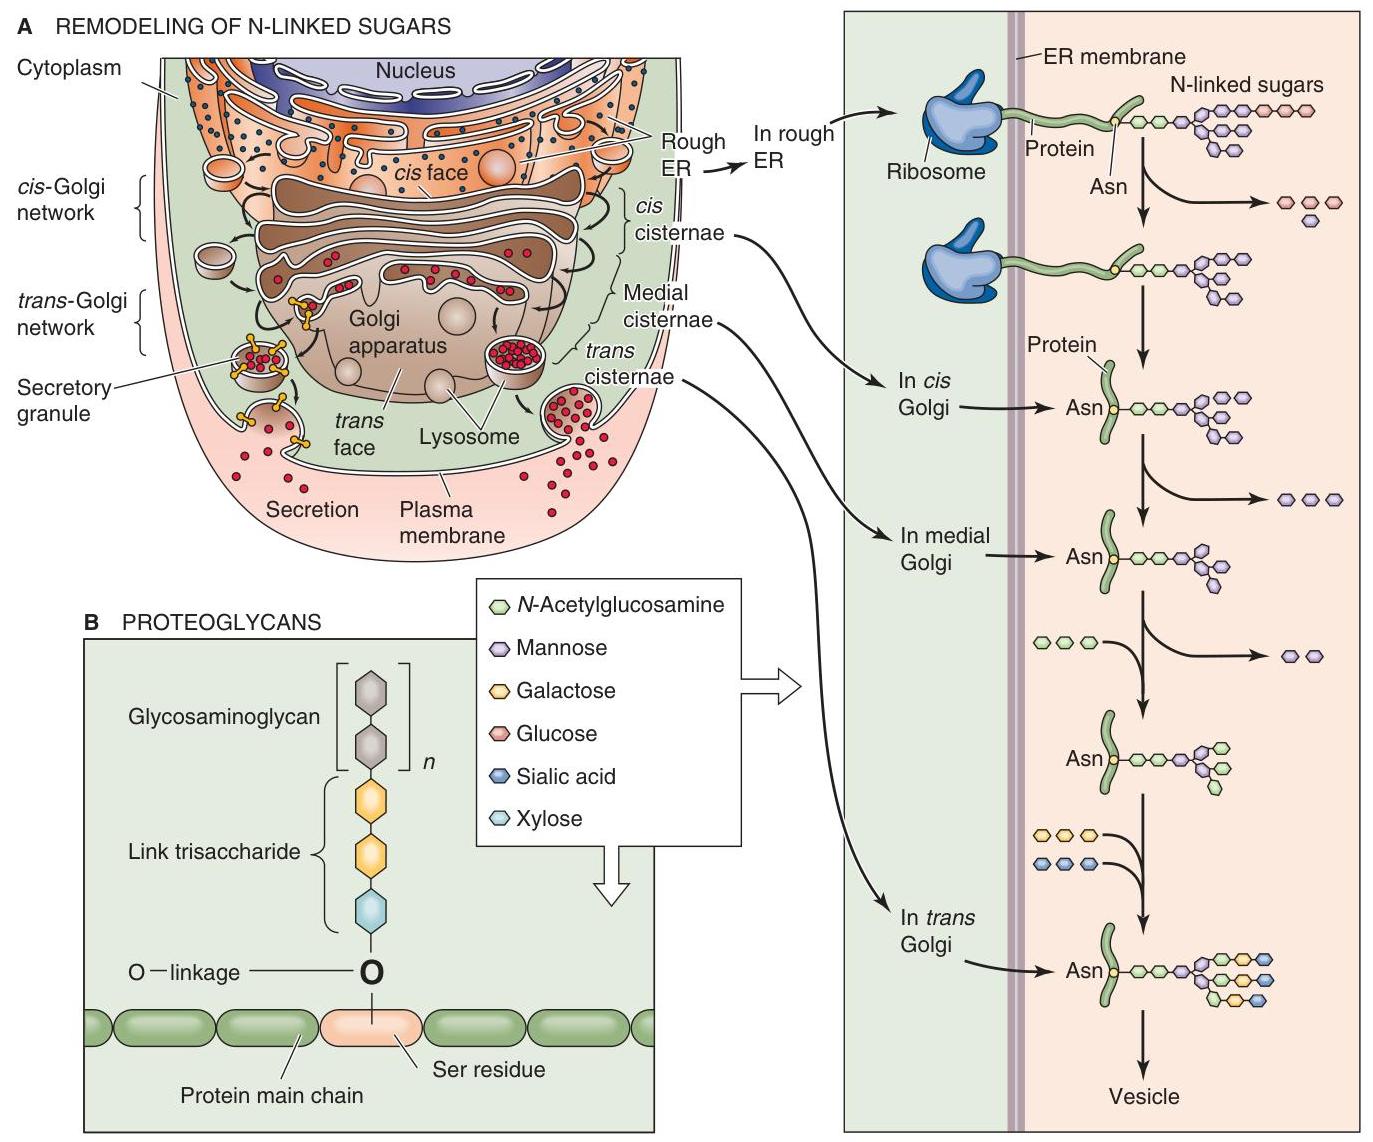 A REMODELING OF N-LINKED SUGARS
Cytoplasm
Nucleus
cis face
Rough
ER
In rough
ER
cis-Golgi
network
cis
cisternae
trans-Golgi
network
Medial
cisternae
Golgi
apparatus
trans
cisternae
Secretory
granule
trans
face
Lysosome
Secretion
Plasma
membrane
ER membrane
N-linked sugars
Ribosome
Protein
Asn
Protein
In cis
Golgi
Asn
In medial
Golgi
Asn
Asn
In trans
Golgi
Asn
Vesicle
B PROTEOGLYCANS
Glycosaminoglycan
n
Link trisaccharide
O—linkage
O
Ser residue
Protein main chain
N-Acetylglucosamine
Mannose
Galactose
Glucose
Sialic acid
Xylose